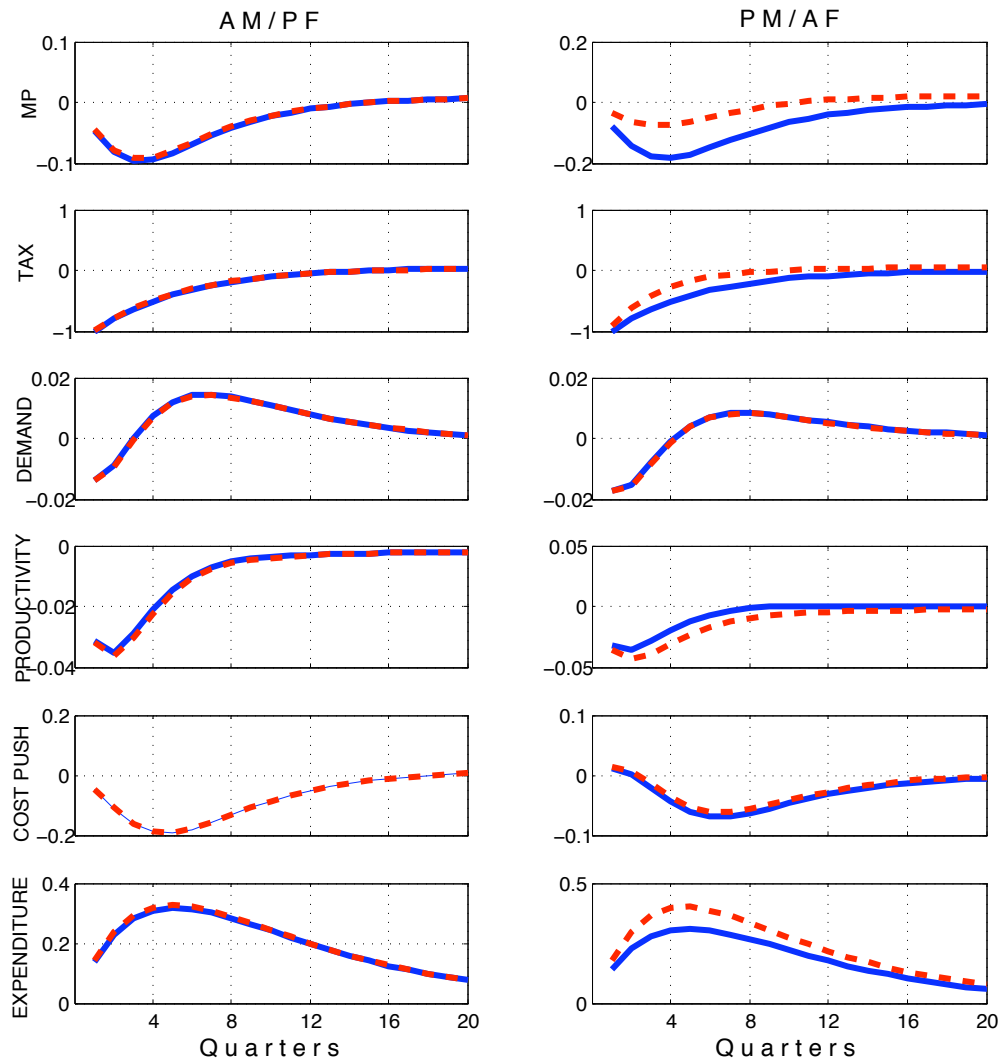 AM/PF
PM/AF
MP
0.1
0
−0.1
0.2
0
−0.2
TAX
1
0
−1
1
0
−1
DEMAND
0.02
0
−0.02
0.02
0
−0.02
PRODUCTIVITY
0
−0.02
−0.04
0.05
0
−0.05
COST PUSH
0.2
0
−0.2
0.1
0
−0.1
EXPENDITURE
0.4
0.2
0
0.5
0
4 8 12 16 20
4 8 12 16 20
Quarters
Quarters